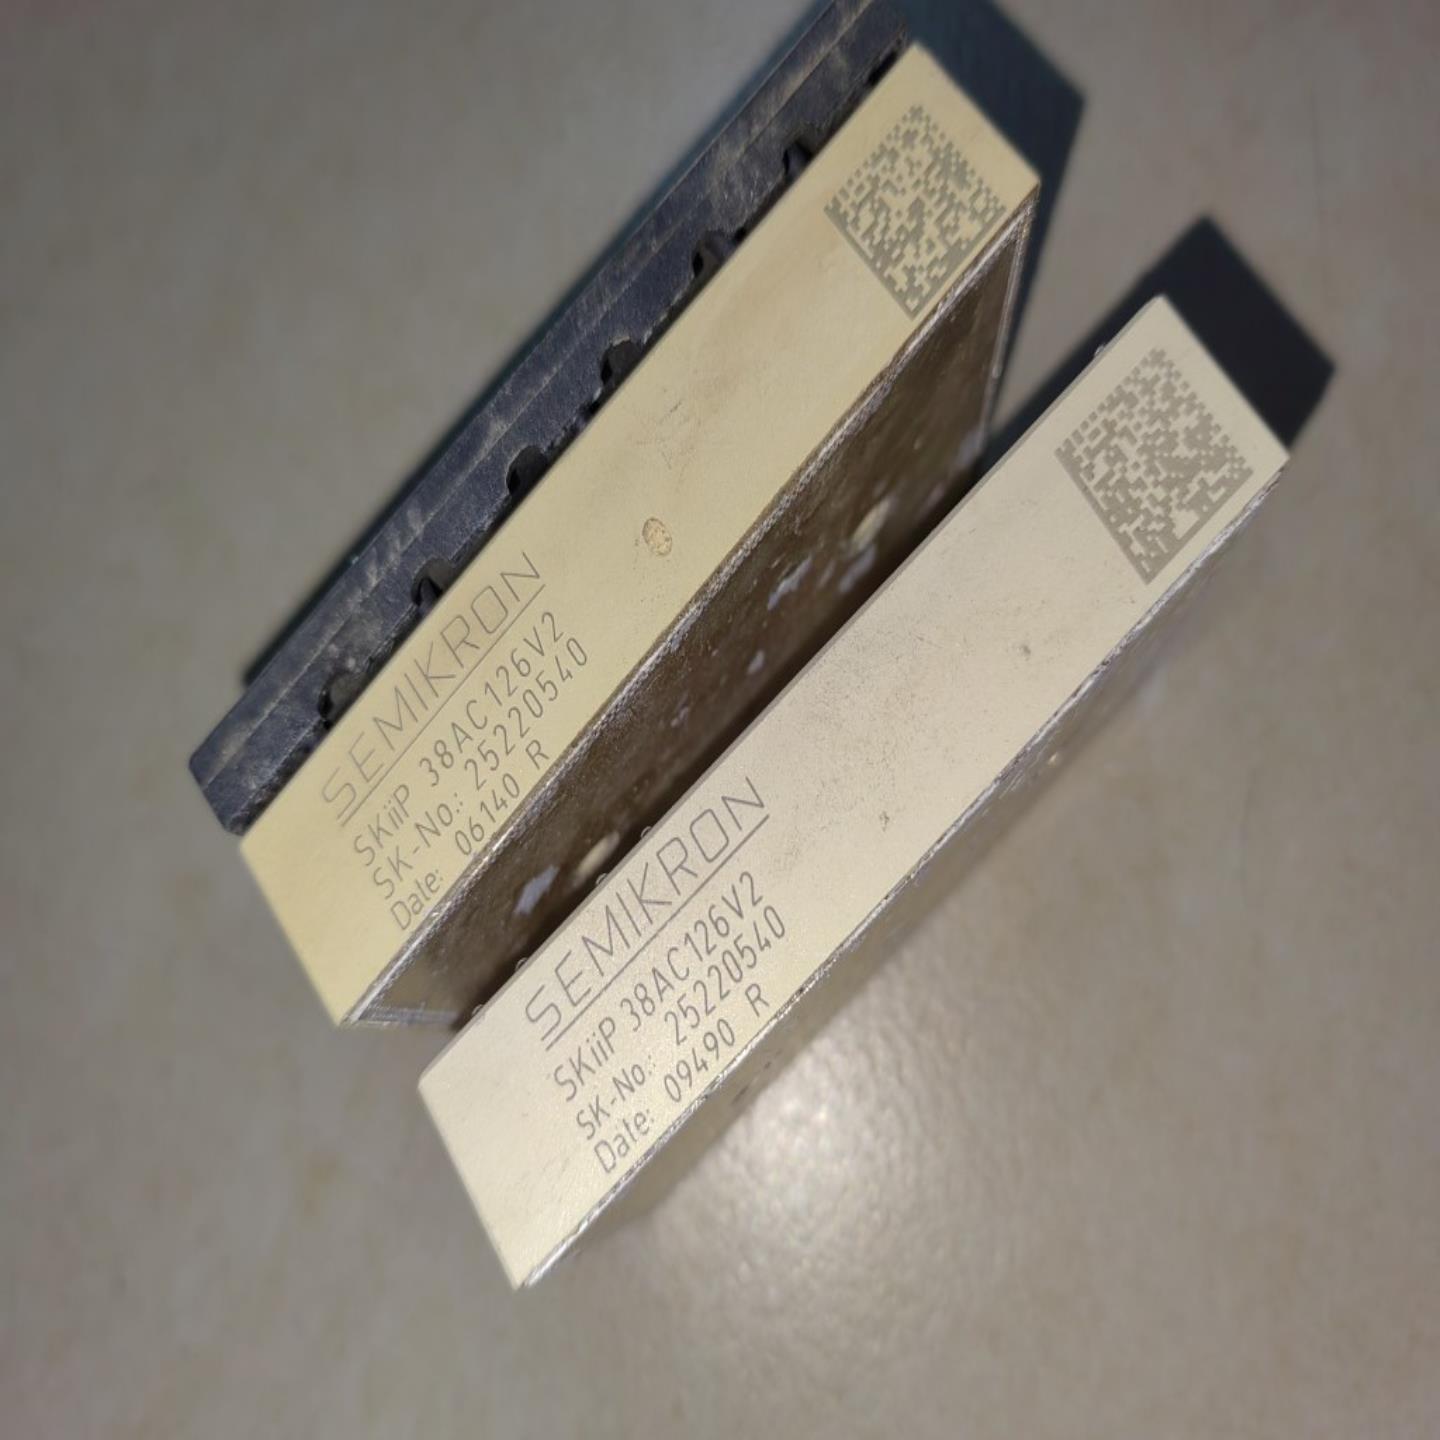 SEMIKRON
SKiiP 38AC126V2
SK-No.: 25220540
Date: 06140 R
SEMIKRON
SKiiP 38AC126V2
SK-No.: 25220540
Date: 09490 R